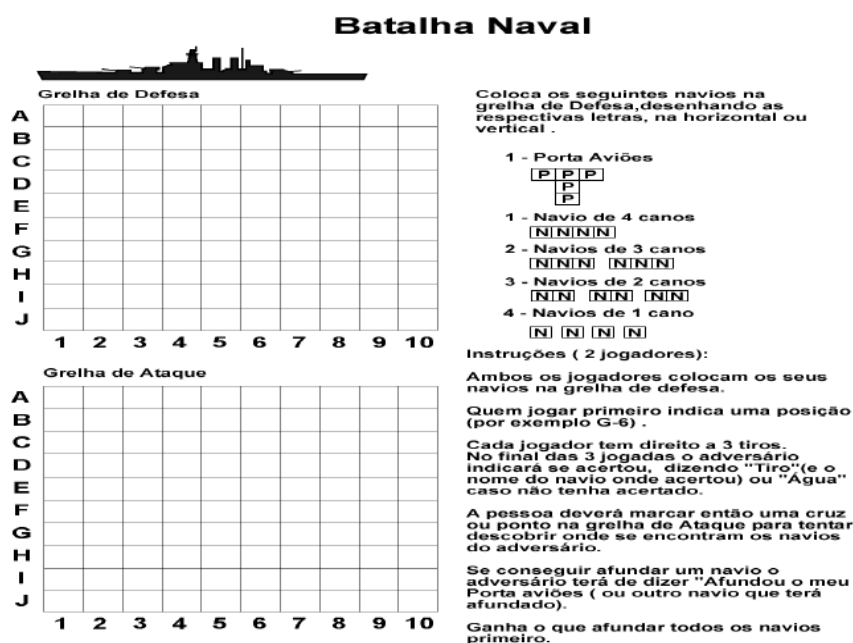 Batalha Naval
Grelha de Defesa
A
B
C
D
E
F
G
H
I
J
1 2 3 4 5 6 7 8 9 10
Grelha de Ataque
A
B
C
D
E
F
G
H
I
J
1 2 3 4 5 6 7 8 9 10
Coloca os seguintes navios na
grelha de Defesa,desenhando as
respectivas letras, na horizontal ou
vertical .
1 - Porta Aviões
P P P
P
P
1 - Navio de 4 canos
N N N N
2 - Navios de 3 canos
N N N N N N
3 - Navios de 2 canos
N N N N N N
4 - Navios de 1 cano
N N N N
Instruções ( 2 jogadores):
Ambos os jogadores colocam os seus
navios na grelha de defesa.
Quem jogar primeiro indica uma posição
(por exemplo G-6) .
Cada jogador tem direito a 3 tiros.
No final das 3 jogadas o adversário
indicará se acertou, dizendo "Tiro"(e o
nome do navio onde acertou) ou "Água"
caso não tenha acertado.
A pessoa deverá marcar então uma cruz
ou ponto na grelha de Ataque para tentar
descobrir onde se encontram os navios
do adversário.
Se conseguir afundar um navio o
adversário terá de dizer "Afundou o meu
Porta aviões ( ou outro navio que terá
afundado).
Ganha o que afundar todos os navios
primeiro.